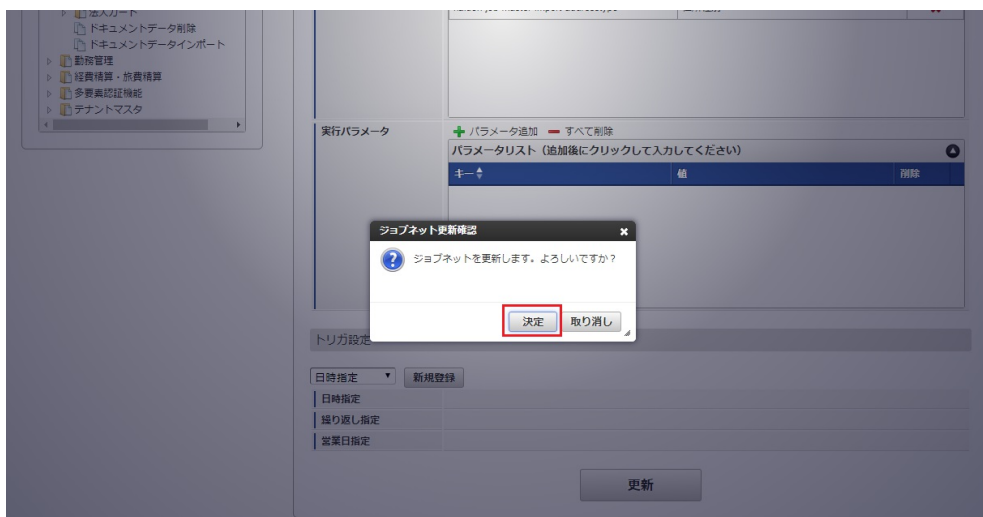 法人カード
ドキュメントデータ削除
ドキュメントデータインポート
勤務管理
経費精算・旅費精算
多要素認証機能
テナントマスタ
実行パラメータ
パラメータ追加 すべて削除
パラメータリスト（追加後にクリックして入力してください）
キー 値 削除
ジョブネット更新確認
ジョブネットを更新します。よろしいですか？
決定 取り消し
トリガ設定
日時指定 新規登録
日時指定
繰り返し指定
営業日指定
更新